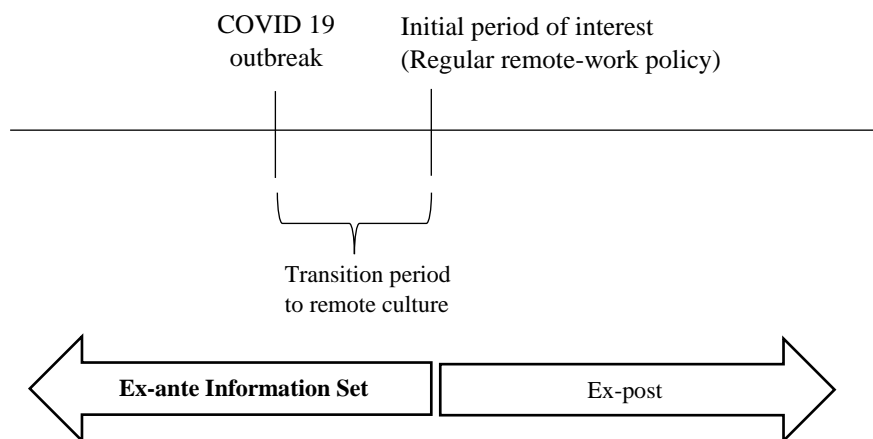 COVID 19
outbreak
Initial period of interest
(Regular remote-work policy)
Transition period
to remote culture
Ex-ante Information Set
Ex-post